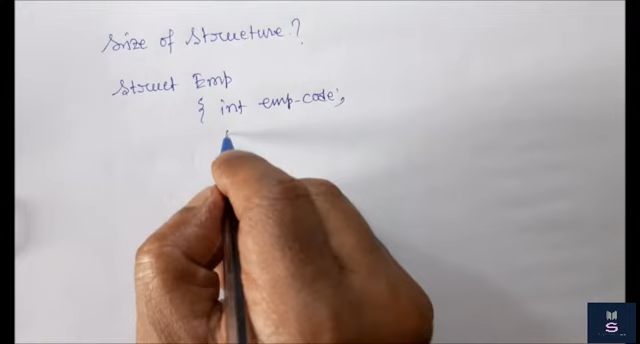 Size of Structure?
Struct Emp
{ int emp-code;
S